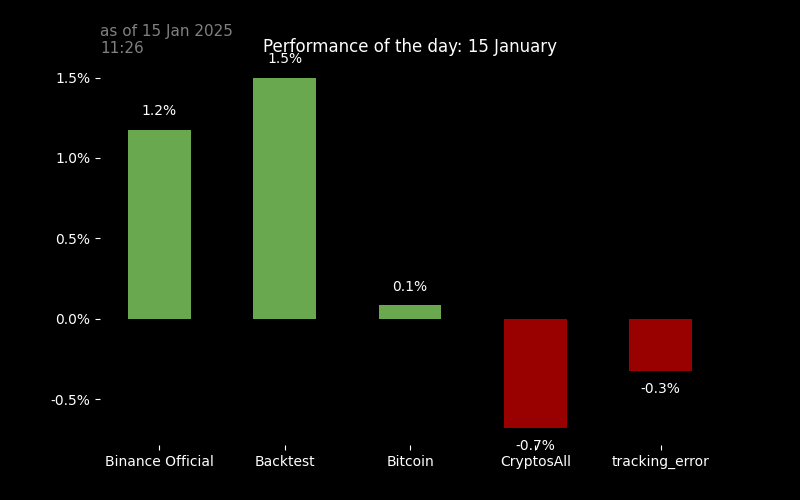 as of 15 Jan 2025
11:26
Performance of the day: 15 January
1.5%
1.0%
0.5%
0.0%
-0.5%
1.2%
1.5%
0.1%
-0.7%
-0.3%
Binance Official
Backtest
Bitcoin
CryptosAll
tracking_error